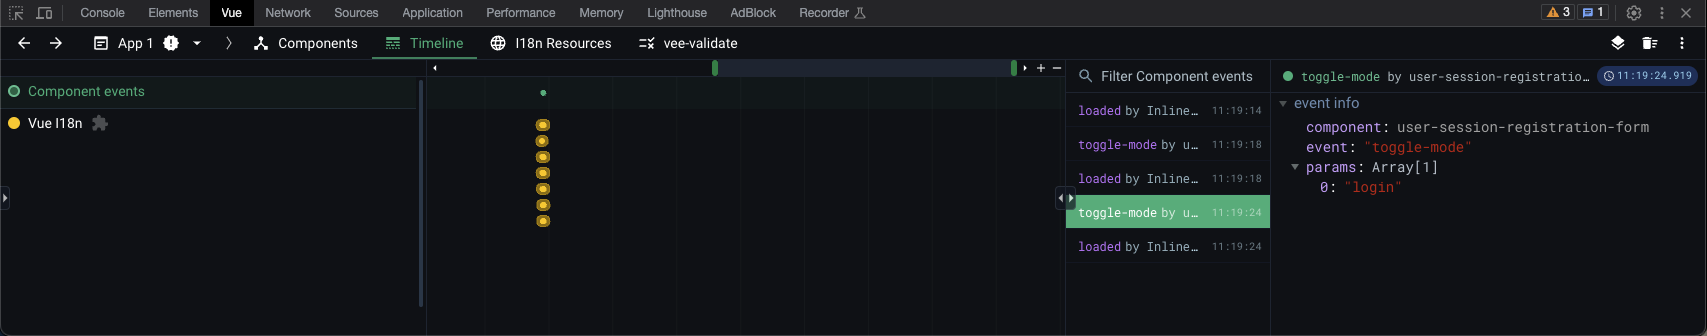 Console Elements Vue Network Sources Application Performance Memory Lighthouse AdBlock Recorder 3 1
App 1 Components Timeline I18n Resources vee-validate
Component events
Vue I18n
Filter Component events
loaded by Inline… 11:19:14
toggle-mode by u… 11:19:18
loaded by Inline… 11:19:18
toggle-mode by u… 11:19:24
loaded by Inline… 11:19:24
toggle-mode by user-session-registratio… 11:19:24.919
event info
component: user-session-registration-form
event: "toggle-mode"
params: Array[1]
0: "login"